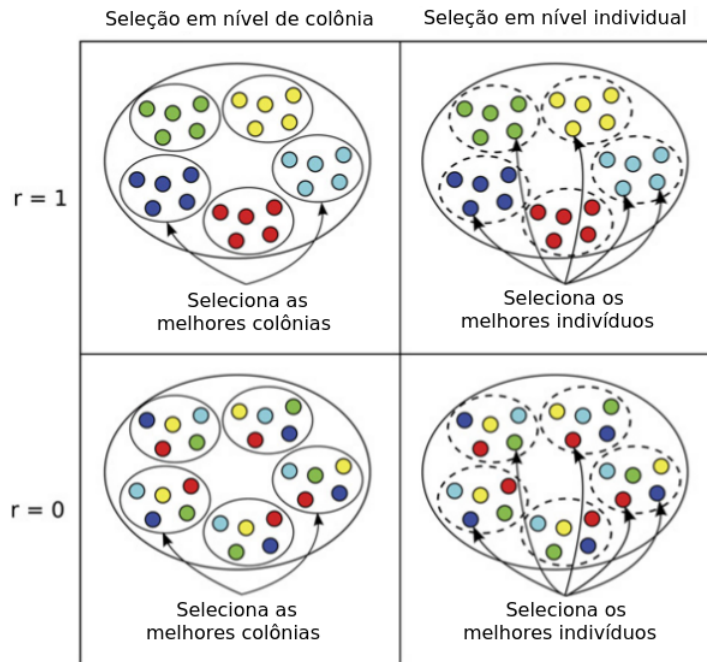 Seleção em nível de colônia
Seleção em nível individual
r = 1
Seleciona as
melhores colônias
Seleciona os
melhores indivíduos
r = 0
Seleciona as
melhores colônias
Seleciona os
melhores indivíduos